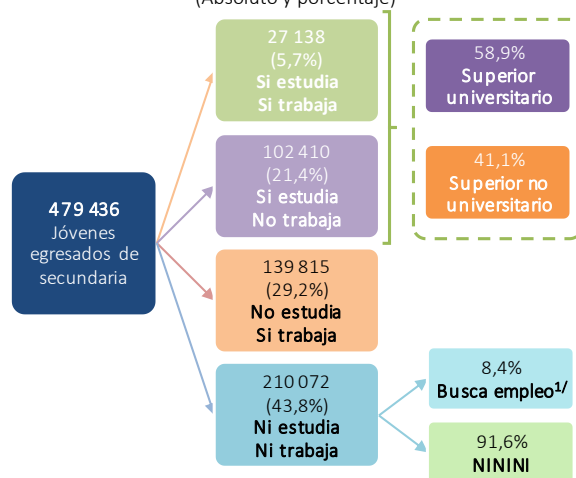 (Absoluto y porcentaje)
27 138
(5,7%)
Si estudia
Si trabaja
58,9%
Superior
universitario
102 410
(21,4%)
Si estudia
No trabaja
41,1%
Superior no
universitario
479 436
Jóvenes
egresados de
secundaria
139 815
(29,2%)
No estudia
Si trabaja
210 072
(43,8%)
Ni estudia
Ni trabaja
8,4%
Busca empleo1/
91,6%
NININI